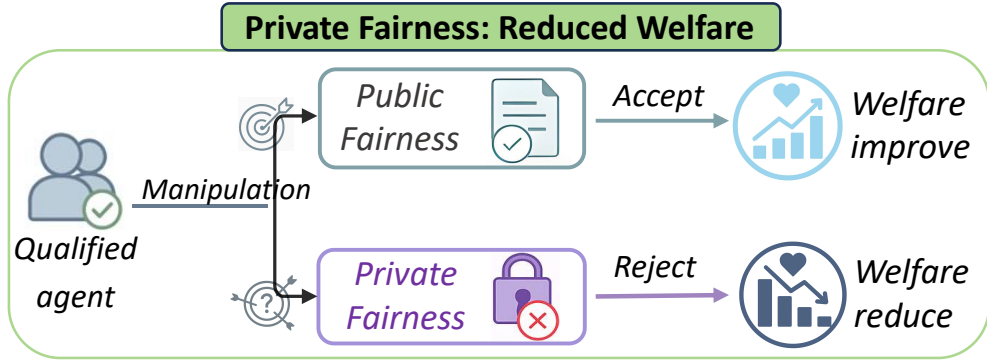 Private Fairness: Reduced Welfare
Qualified
agent
Manipulation
Public
Fairness
Accept
Welfare
improve
?
Private
Fairness
Reject
Welfare
reduce